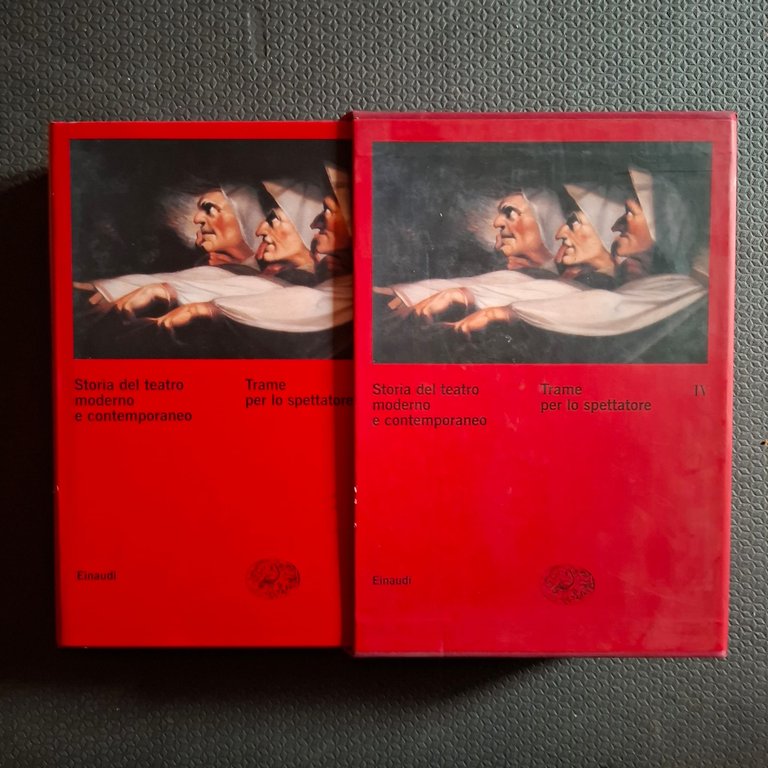 Storia del teatro
moderno
e contemporaneo
Trame
per lo spettatore
Einaudi
Storia del teatro
moderno
e contemporaneo
Trame
per lo spettatore
IV
Einaudi